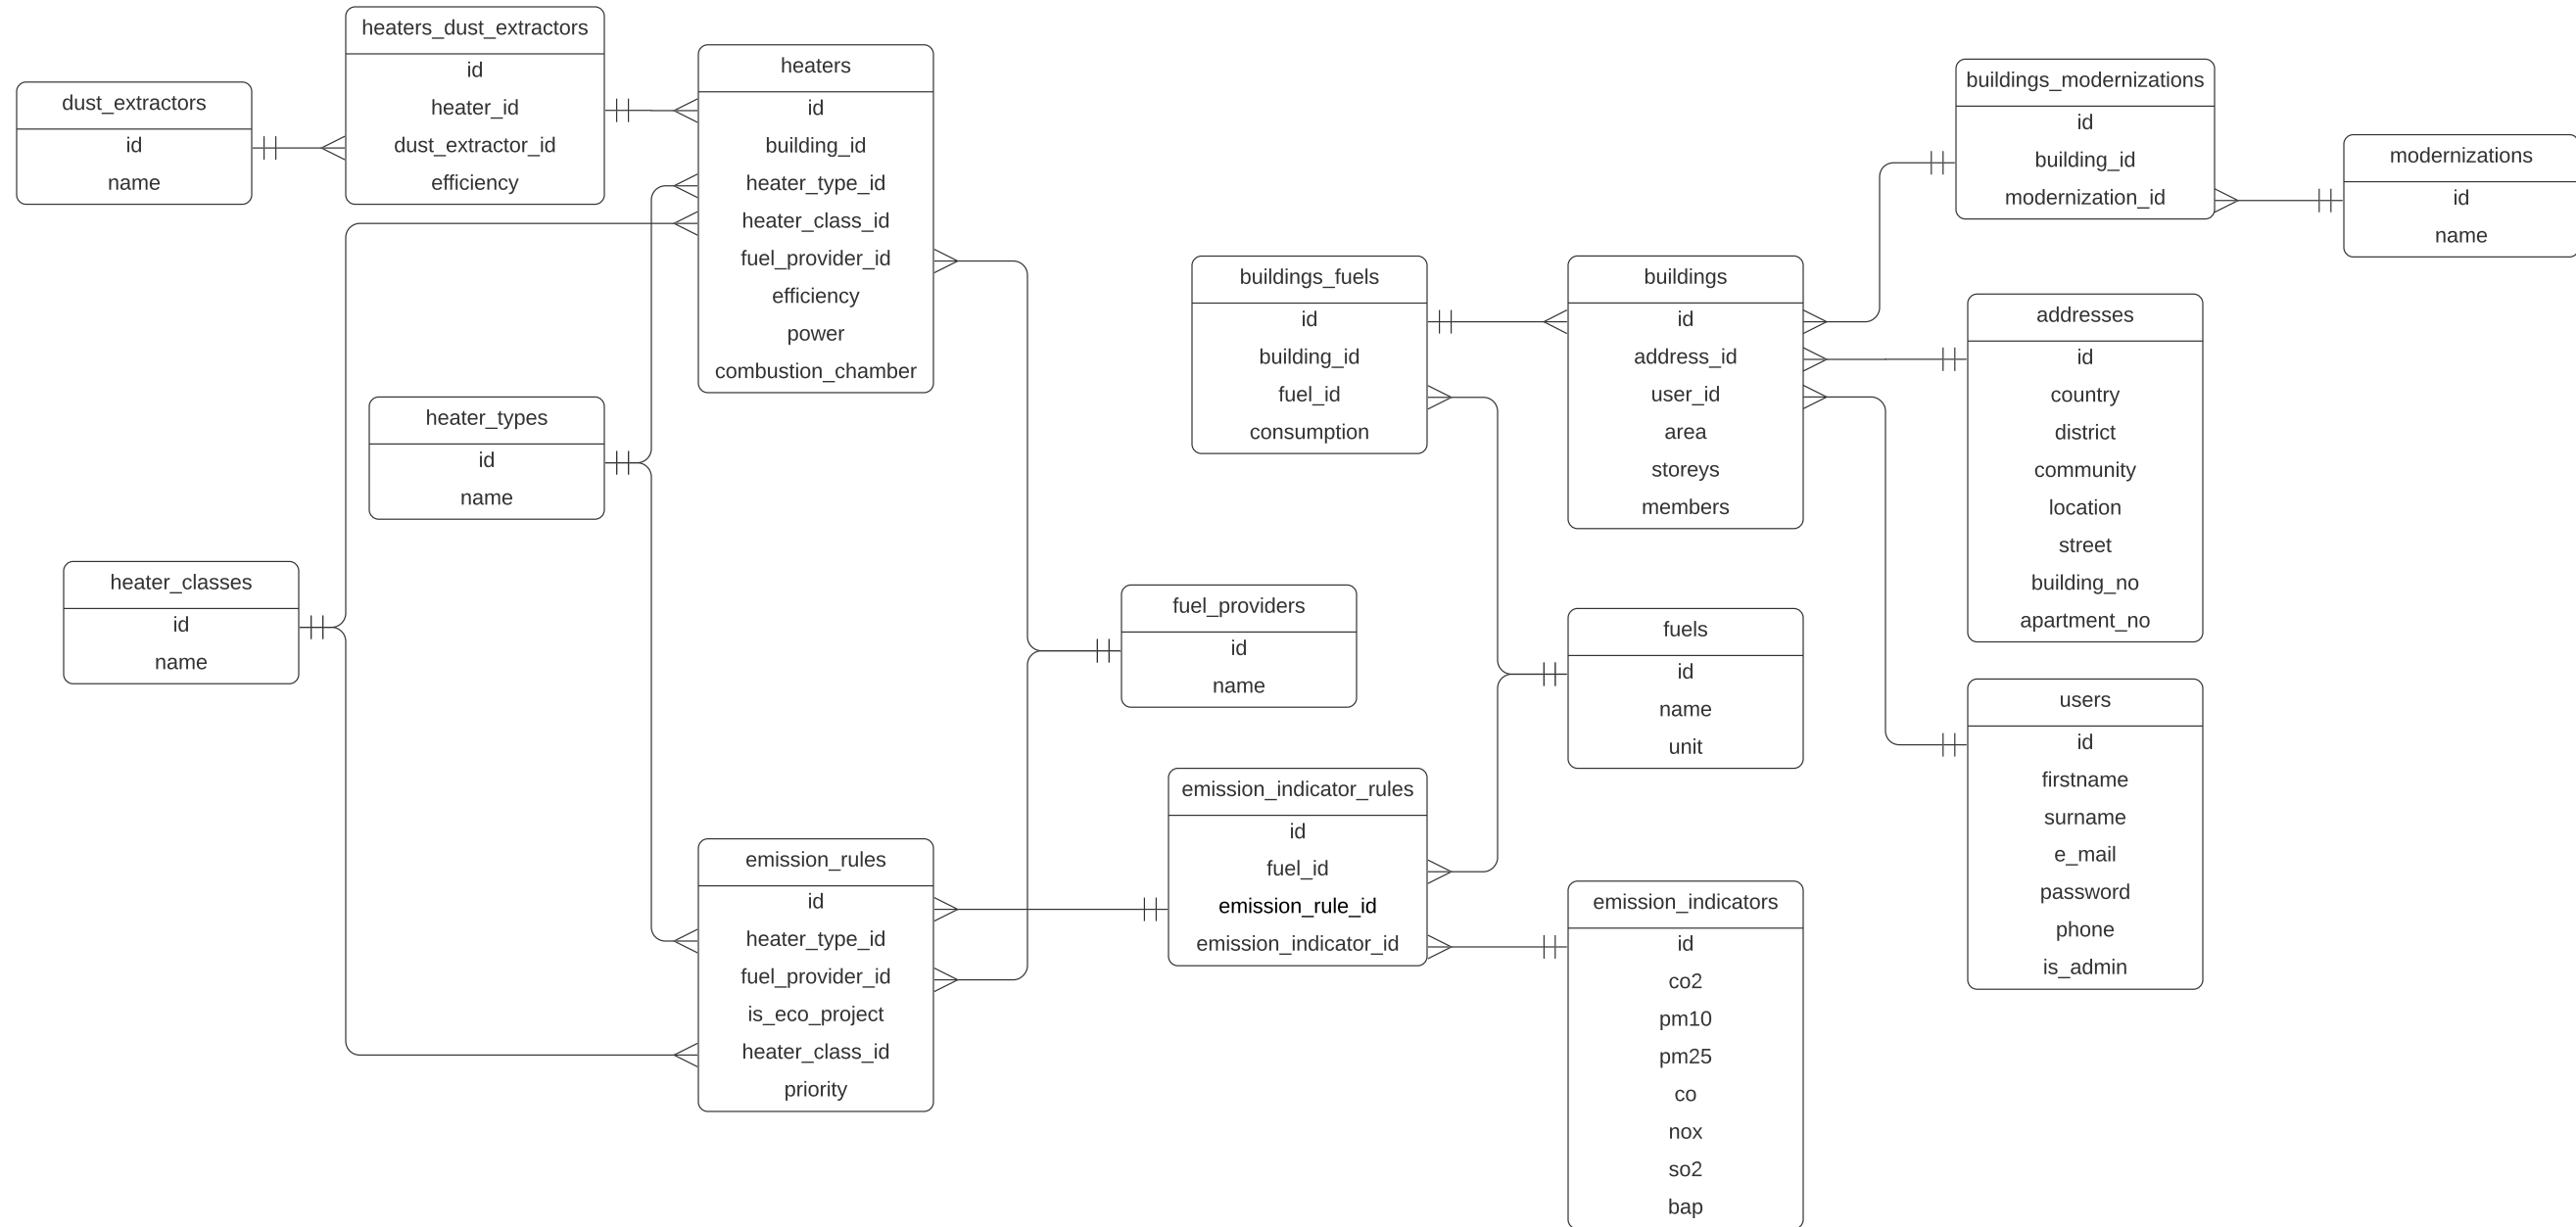 heaters_dust_extractors
id
heater_id
dust_extractor_id
efficiency
dust_extractors
id
name
heaters
id
building_id
heater_type_id
heater_class_id
fuel_provider_id
efficiency
power
combustion_chamber
heater_types
id
name
heater_classes
id
name
emission_rules
id
heater_type_id
fuel_provider_id
is_eco_project
heater_class_id
priority
fuel_providers
id
name
buildings_fuels
id
building_id
fuel_id
consumption
emission_indicator_rules
id
fuel_id
emission_rule_id
emission_indicator_id
buildings
id
address_id
user_id
area
storeys
members
fuels
id
name
unit
emission_indicators
id
co2
pm10
pm25
co
nox
so2
bap
buildings_modernizations
id
building_id
modernization_id
modernizations
id
name
addresses
id
country
district
community
location
street
building_no
apartment_no
users
id
firstname
surname
e_mail
password
phone
is_admin